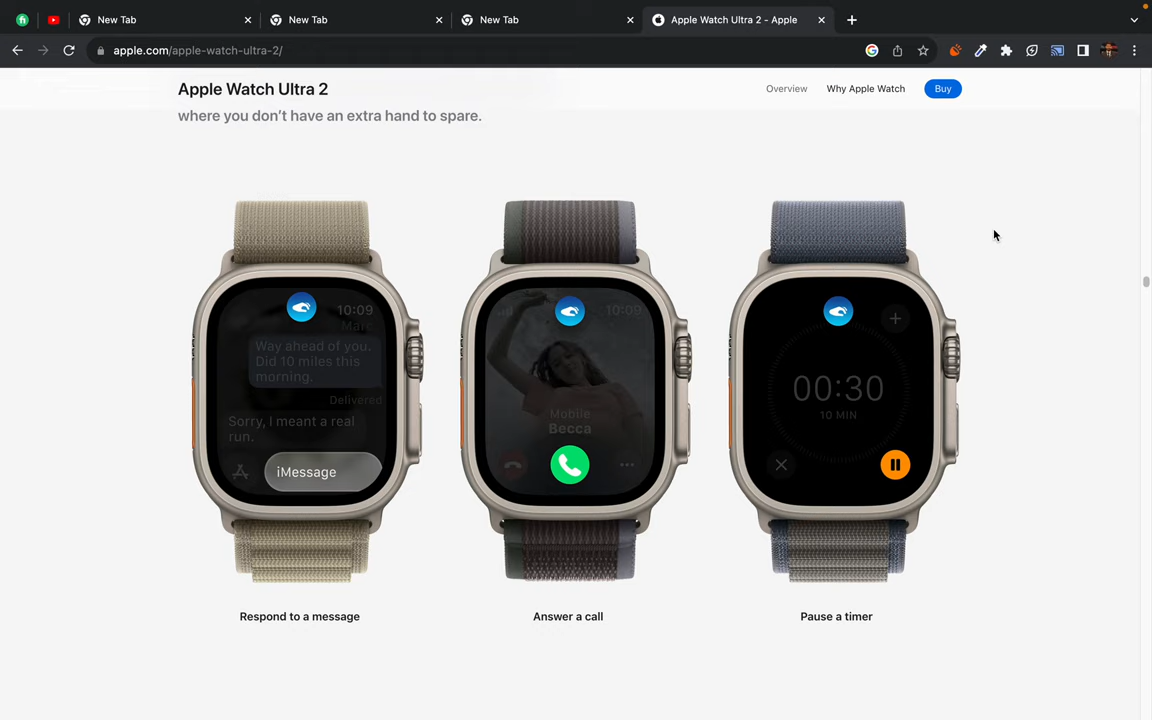 New Tab
New Tab
New Tab
Apple Watch Ultra 2 - Apple
apple.com/apple-watch-ultra-2/
Apple Watch Ultra 2
Overview
Why Apple Watch
Buy
where you don't have an extra hand to spare.
10:09
Marc
Way ahead of you.
Did 10 miles this
morning.
Delivered
Sorry, I meant a real
run.
iMessage
10:09
Mobile
Becca
00:30
10 MIN
Respond to a message
Answer a call
Pause a timer